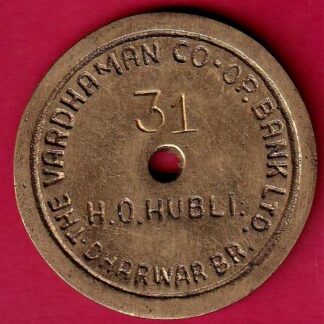 THE VARDHAMAN CO-OP. BANK LTD.
31
H.O. HUBLI.
DHARWAR BR.